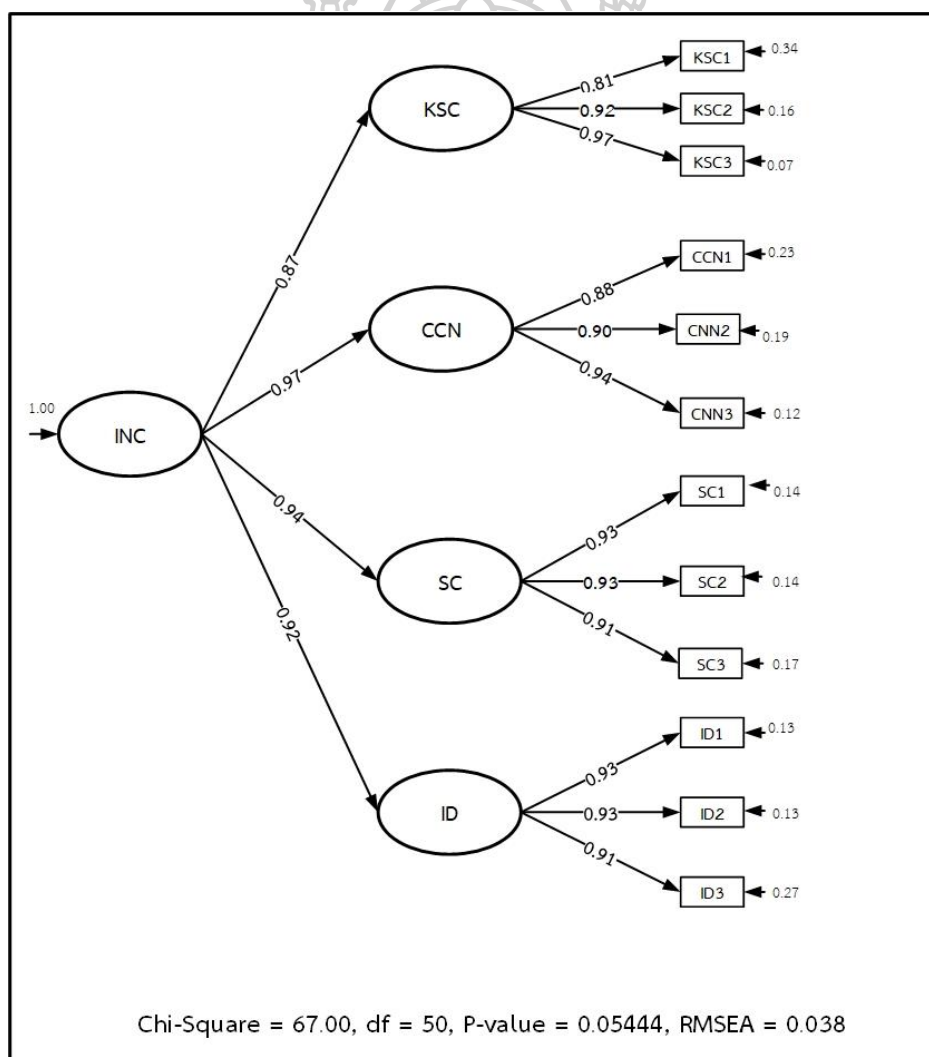 KSC1
0.34
0.81
KSC
0.92
KSC2
0.16
0.97
KSC3
0.07
0.87
CCN1
0.23
0.88
CCN
0.90
CNN2
0.19
0.94
0.97
CNN3
0.12
1.00
INC
SC1
0.14
0.94
0.93
SC
0.93
SC2
0.14
0.92
0.91
SC3
0.17
ID1
0.13
0.93
ID
0.93
ID2
0.13
0.91
ID3
0.27
Chi-Square = 67.00, df = 50, P-value = 0.05444, RMSEA = 0.038